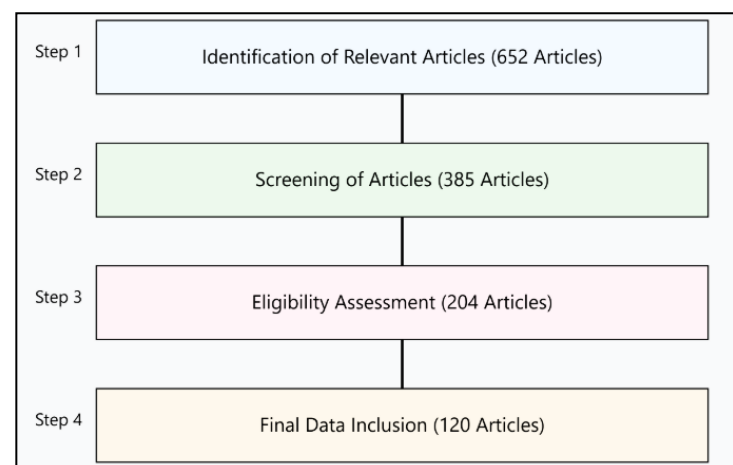 Step 1
Identification of Relevant Articles (652 Articles)
Step 2
Screening of Articles (385 Articles)
Step 3
Eligibility Assessment (204 Articles)
Step 4
Final Data Inclusion (120 Articles)